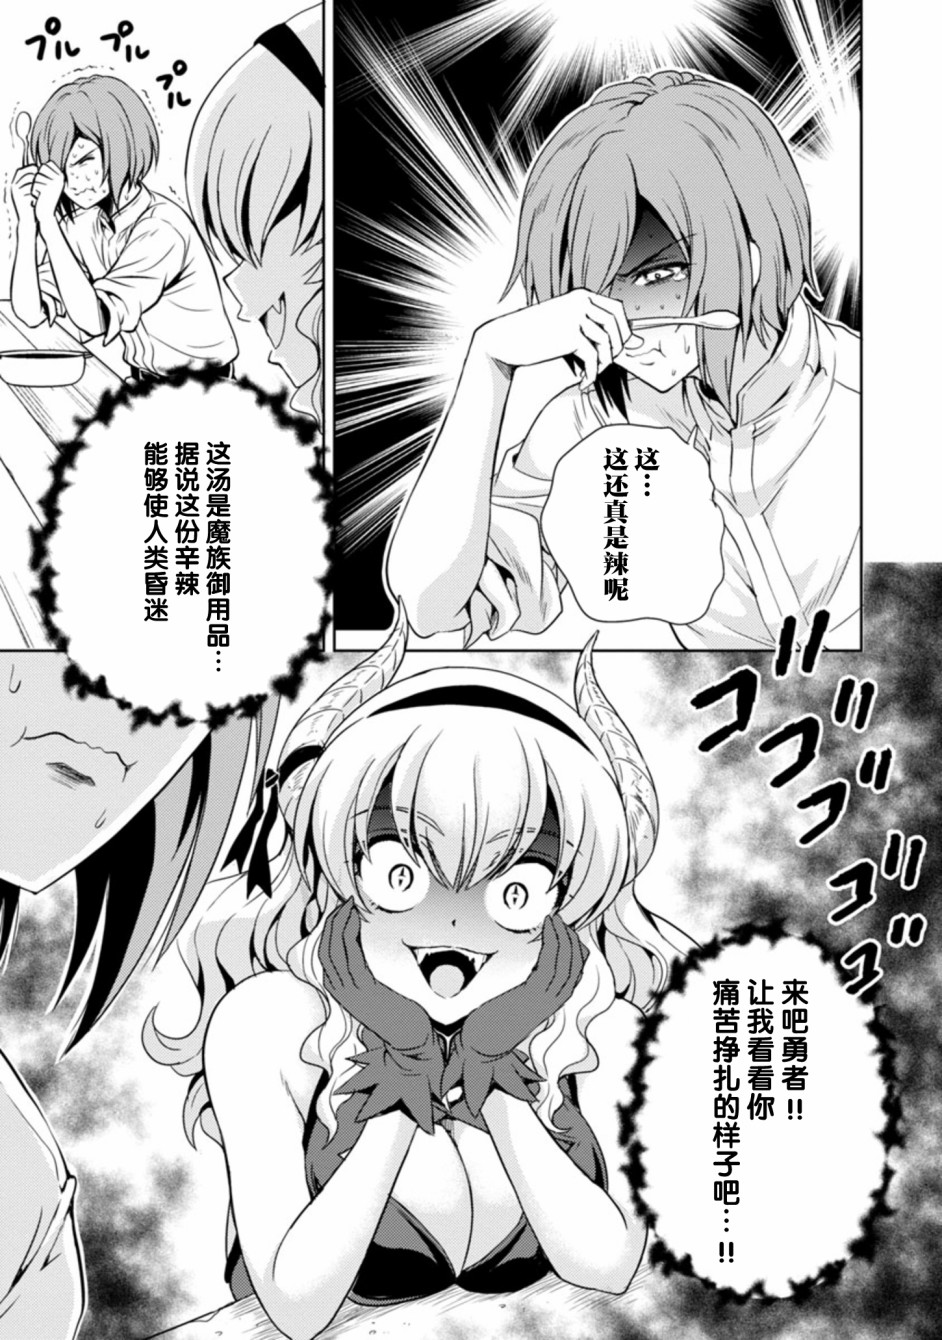 这…
这还真是辣呢
プル
プル
プル
这汤是魔族御用品…
据说这份辛辣
能够使人类昏迷
ゴゴゴゴゴ
来吧勇者!!
让我看看你
痛苦挣扎的样子吧…!!